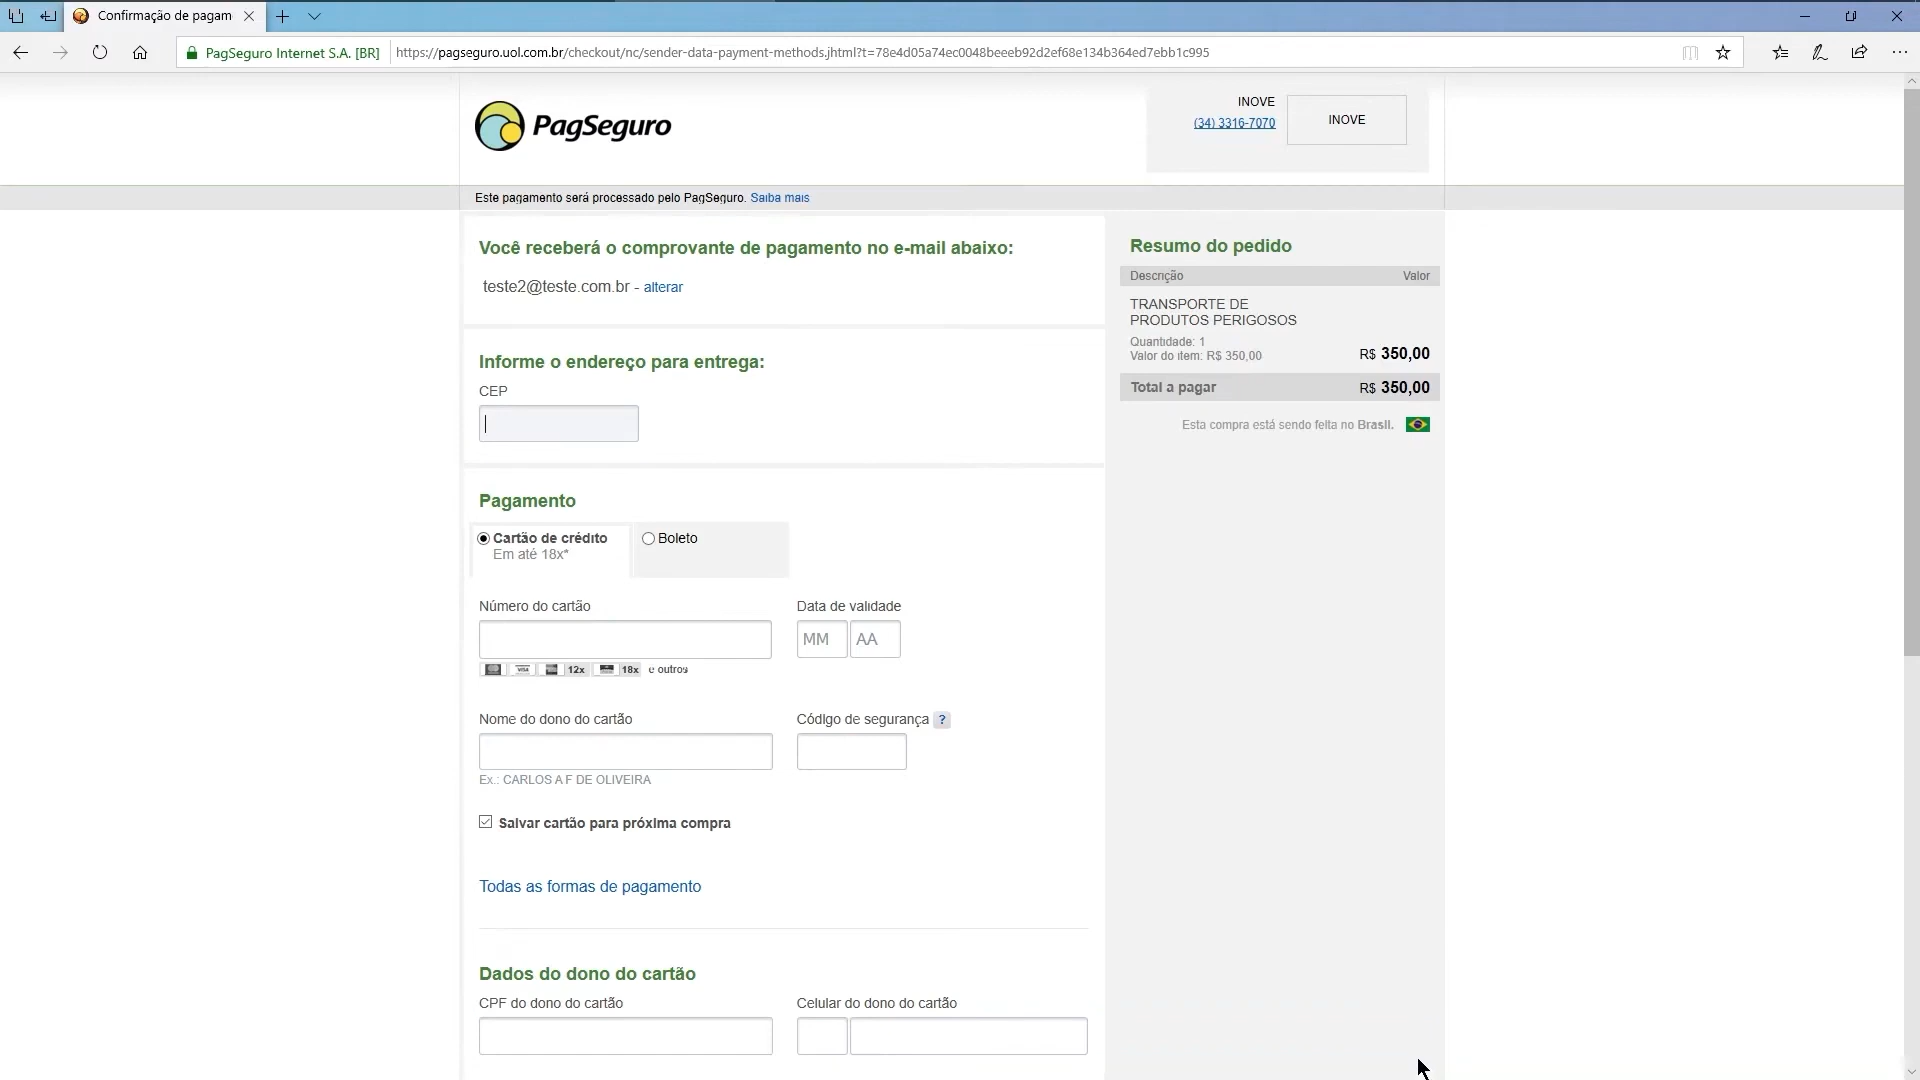 Confirmação de pagam
PagSeguro Internet S.A. [BR]
https://pagseguro.uol.com.br/checkout/nc/sender-data-payment-methods.jhtml?t=78e4d05a74ec0048beeeb92d2ef68e134b364ed7ebb1c995
PagSeguro
INOVE
(34) 3316-7070
INOVE
Este pagamento será processado pelo PagSeguro. Saiba mais
Você receberá o comprovante de pagamento no e-mail abaixo:
teste2@teste.com.br - alterar
Informe o endereço para entrega:
CEP
Pagamento
Cartão de crédito
Em até 18x*
Boleto
Número do cartão
Data de validade
MM
AA
VISA
12x
18x
e outros
Nome do dono do cartão
Código de segurança ?
Ex.: CARLOS A F DE OLIVEIRA
Salvar cartão para próxima compra
Todas as formas de pagamento
Dados do dono do cartão
CPF do dono do cartão
Celular do dono do cartão
Resumo do pedido
Descrição
Valor
TRANSPORTE DE
PRODUTOS PERIGOSOS
Quantidade: 1
Valor do item: R$ 350,00
R$ 350,00
Total a pagar
R$ 350,00
Esta compra está sendo feita no Brasil.